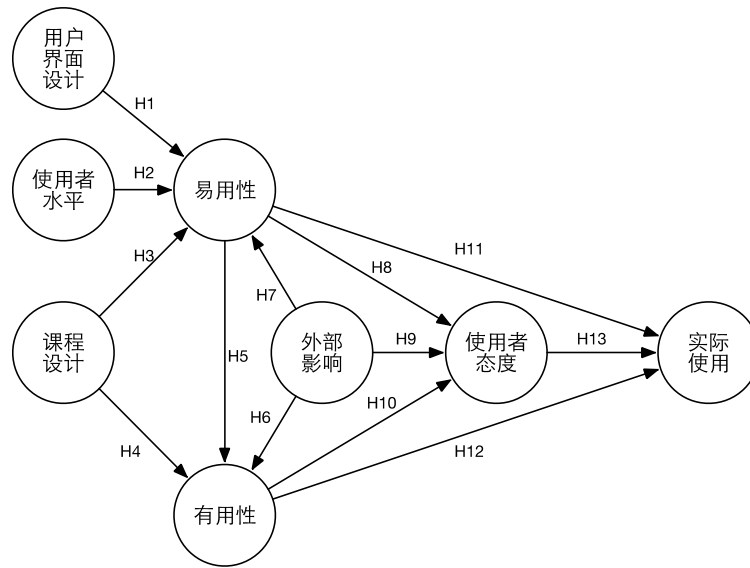 用户
界面
设计
H1
使用者
水平
H2
易用性
H3
H11
H8
H7
课程
设计
外部
影响
H9
使用者
态度
H13
实际
使用
H5
H6
H10
H4
H12
有用性